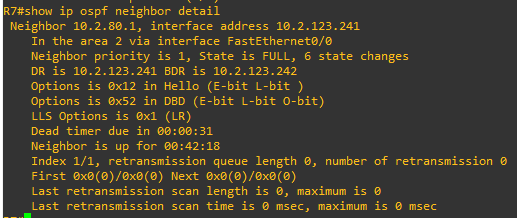 R7#show ip ospf neighbor detail
Neighbor 10.2.80.1, interface address 10.2.123.241
In the area 2 via interface FastEthernet0/0
Neighbor priority is 1, State is FULL, 6 state changes
DR is 10.2.123.241 BDR is 10.2.123.242
Options is 0x12 in Hello (E-bit L-bit )
Options is 0x52 in DBD (E-bit L-bit O-bit)
LLS Options is 0x1 (LR)
Dead timer due in 00:00:31
Neighbor is up for 00:42:18
Index 1/1, retransmission queue length 0, number of retransmission 0
First 0x0(0)/0x0(0) Next 0x0(0)/0x0(0)
Last retransmission scan length is 0, maximum is 0
Last retransmission scan time is 0 msec, maximum is 0 msec